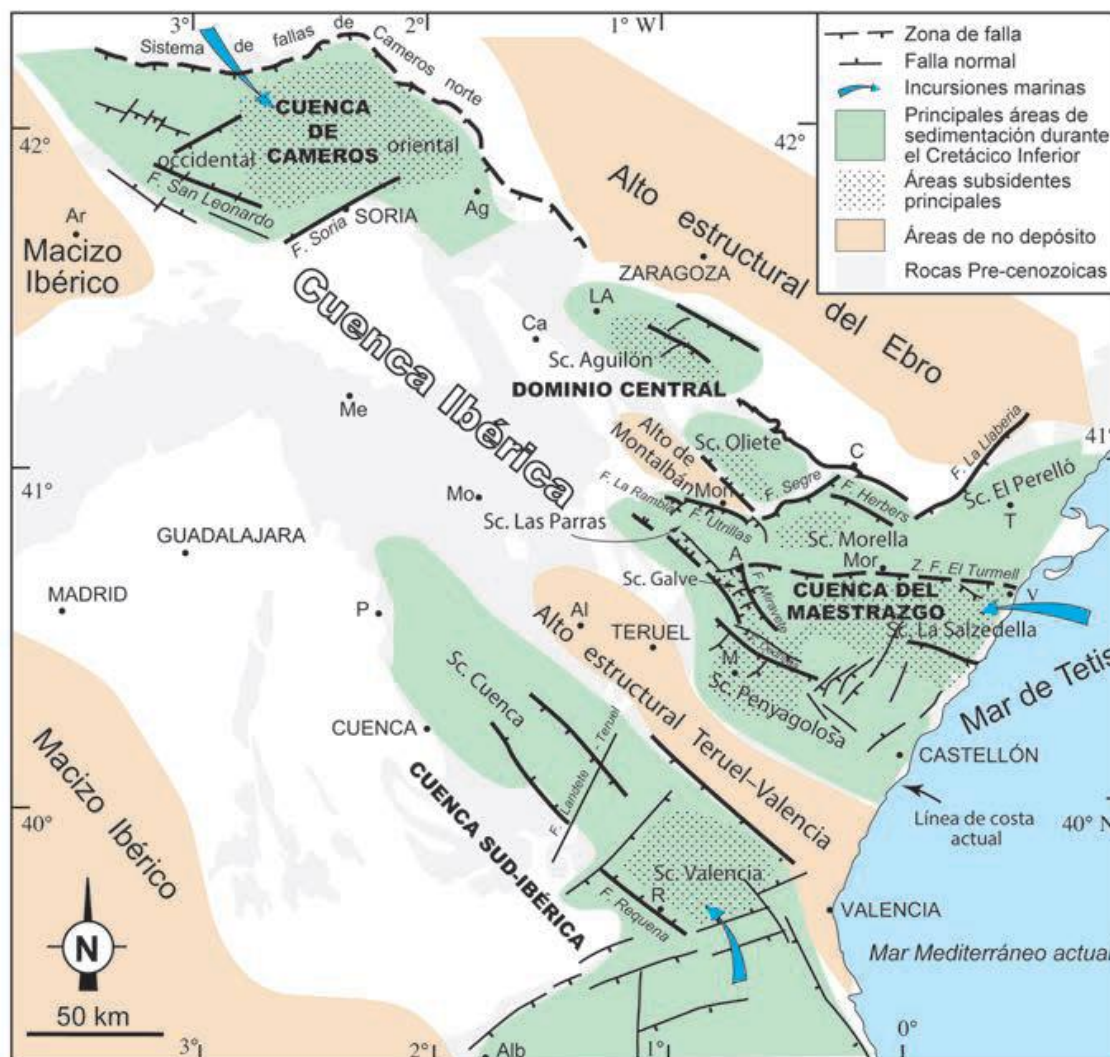 3°
2°
1° W
Sistema de fallas de Cameros norte
CUENCA
DE
CAMEROS
occidental
oriental
F. San Leonardo
F. Soria
SORIA
Ag
42°
42°
Ar
Macizo
Ibérico
Zona de falla
Falla normal
Incursiones marinas
Principales áreas de
sedimentación durante
el Cretácico Inferior
Áreas subsidentes
principales
Áreas de no depósito
Rocas Pre-cenozoicas
Alto estructural del Ebro
ZARAGOZA
LA
Ca
Sc. Aguilón
DOMINIO CENTRAL
Cuenca Ibérica
Me
Alto de
Montalbán
Sc. Oliete
C
F. La Llaberia
41°
41°
Sc. El Perelló
T
Mo
F. La Rambla
Mon
F. Segre
F. Herbers
F. Utrillas
Sc. Las Parras
Sc. Morella
Mor
GUADALAJARA
Sc. Galve
A
Z. F. El Turmell
F. Miravete
CUENCA DEL
MAESTRAZGO
V
Sc. La Salzedella
MADRID
P
Al
TERUEL
Alto estructural Teruel–Valencia
M
Sc. Penyagolosa
Mar de Tetis
Sc. Cuenca
CUENCA
CASTELLÓN
Línea de costa
actual
F. Landete - Teruel
Macizo Ibérico
40°
40° N
CUENCA SUD-IBÉRICA
Sc. Valencia
R
F. Requena
VALENCIA
Mar Mediterráneo actual
N
50 km
3°
2°
Alb
1°
0°